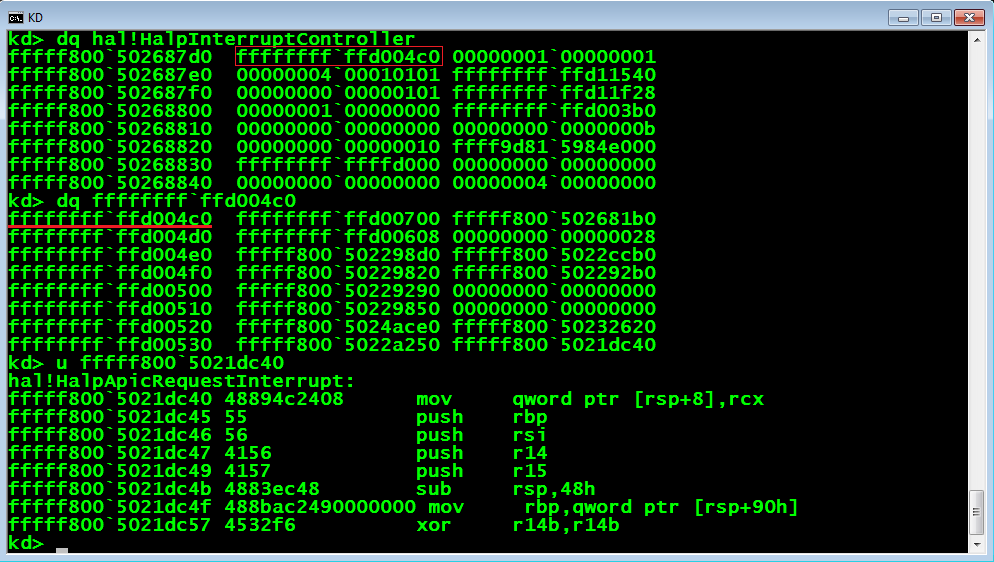 KD
kd> dq hal!HalpInterruptController
fffff800`502687d0  ffffffff`ffd004c0 00000001`00000001
fffff800`502687e0  00000004`00010101 ffffffff`ffd11540
fffff800`502687f0  00000000`00000101 ffffffff`ffd11f28
fffff800`50268800  00000001`00000000 ffffffff`ffd003b0
fffff800`50268810  00000000`00000000 00000000`0000000b
fffff800`50268820  00000000`00000010 ffff9d81`5984e000
fffff800`50268830  ffffffff`ffffd000 00000000`00000000
fffff800`50268840  00000000`00000000 00000004`00000000
kd> dq ffffffff`ffd004c0
ffffffff`ffd004c0  ffffffff`ffd00700 fffff800`502681b0
ffffffff`ffd004d0  ffffffff`ffd00608 00000000`00000028
ffffffff`ffd004e0  fffff800`502298d0 fffff800`5022ccb0
ffffffff`ffd004f0  fffff800`50229820 fffff800`502292b0
ffffffff`ffd00500  fffff800`50229290 00000000`00000000
ffffffff`ffd00510  fffff800`50229850 00000000`00000000
ffffffff`ffd00520  fffff800`5024ace0 fffff800`50232620
ffffffff`ffd00530  fffff800`5022a250 fffff800`5021dc40
kd> u fffff800`5021dc40
hal!HalpApicRequestInterrupt:
fffff800`5021dc40 48894c2408      mov     qword ptr [rsp+8],rcx
fffff800`5021dc45 55              push    rbp
fffff800`5021dc46 56              push    rsi
fffff800`5021dc47 4156            push    r14
fffff800`5021dc49 4157            push    r15
fffff800`5021dc4b 4883ec48        sub     rsp,48h
fffff800`5021dc4f 488bac2490000000 mov     rbp,qword ptr [rsp+90h]
fffff800`5021dc57 4532f6          xor     r14b,r14b
kd>